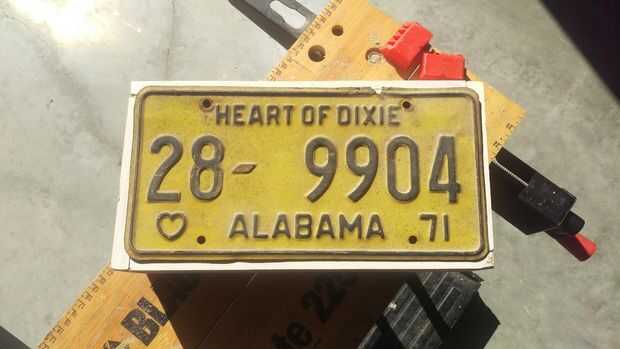 HEART OF DIXIE
28- 9904
ALABAMA 71